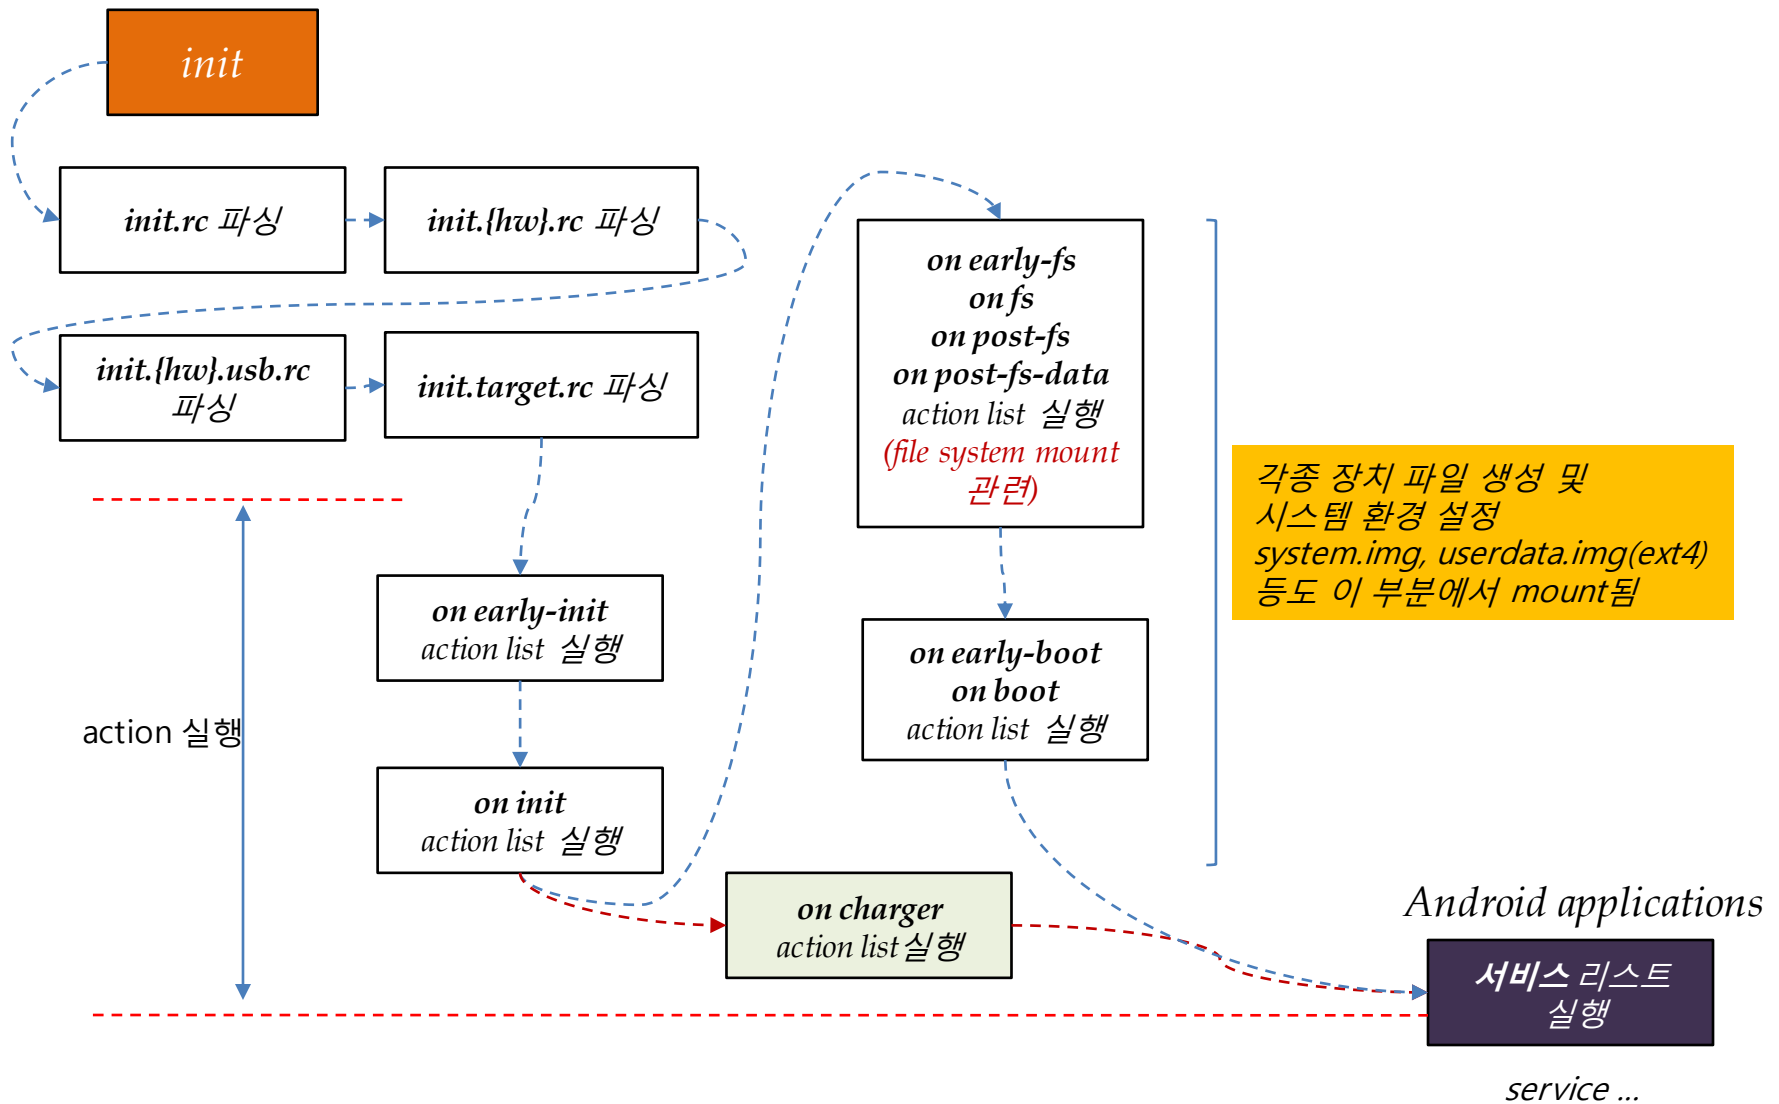 init
init.rc 파싱
init.{hw}.rc 파싱
init.{hw}.usb.rc
파싱
init.target.rc 파싱
action 실행
on early-init
action list 실행
on init
action list 실행
on early-fs
on fs
on post-fs
on post-fs-data
action list 실행
(file system mount
관련)
on early-boot
on boot
action list 실행
on charger
action list 실행
각종 장치 파일 생성 및
시스템 환경 설정
system.img, userdata.img(ext4)
등도 이 부분에서 mount됨
Android applications
서비스 리스트
실행
service ...